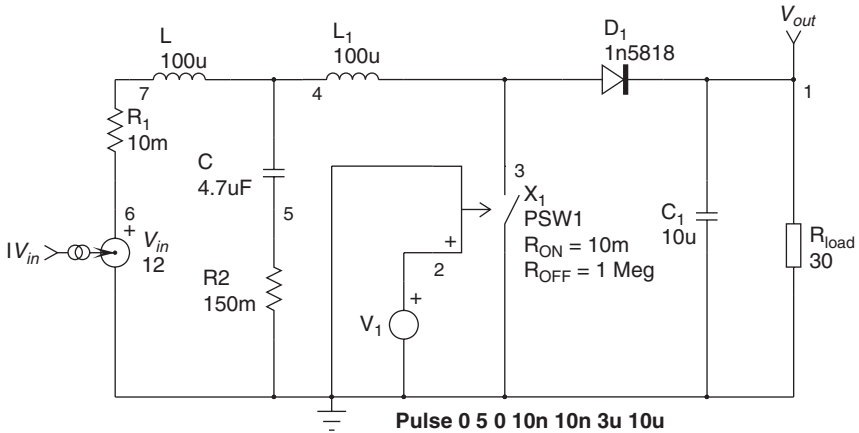 V_out
L
100u
L_1
100u
D_1
1n5818
7
4
1
R_1
10m
C
4.7uF
3
X_1
PSW1
R_ON = 10m
R_OFF = 1 Meg
C_1
10u
R_load
30
6
+
IV_in
V_in
12
5
R2
150m
+
2
+
V_1
Pulse 0 5 0 10n 10n 3u 10u